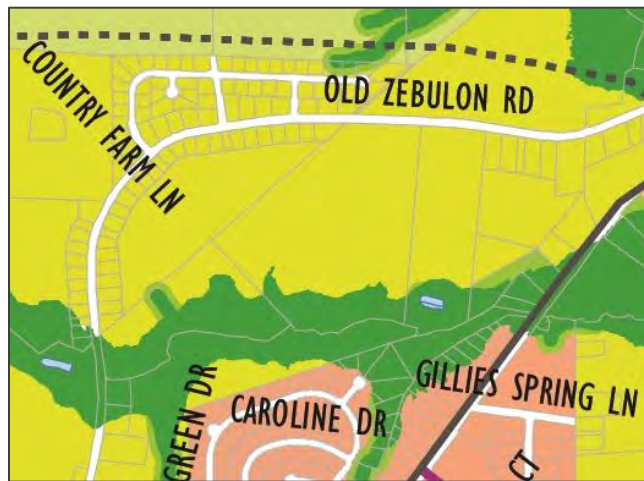 COUNTRY FARM LN
OLD ZEBULON RD
GREEN DR
CAROLINE DR
GILLIES SPRING LN
CT